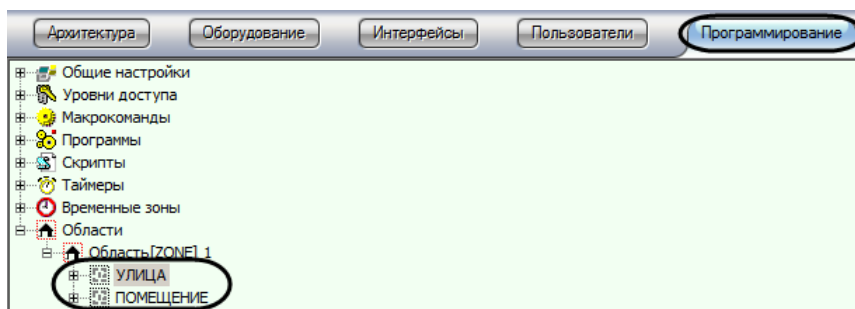 Архитектура Оборудование Интерфейсы Пользователи Программирование
Общие настройки
Уровни доступа
Макрокоманды
Программы
Скрипты
Таймеры
Временные зоны
Области
Область[ZONE] 1
УЛИЦА
ПОМЕЩЕНИЕ